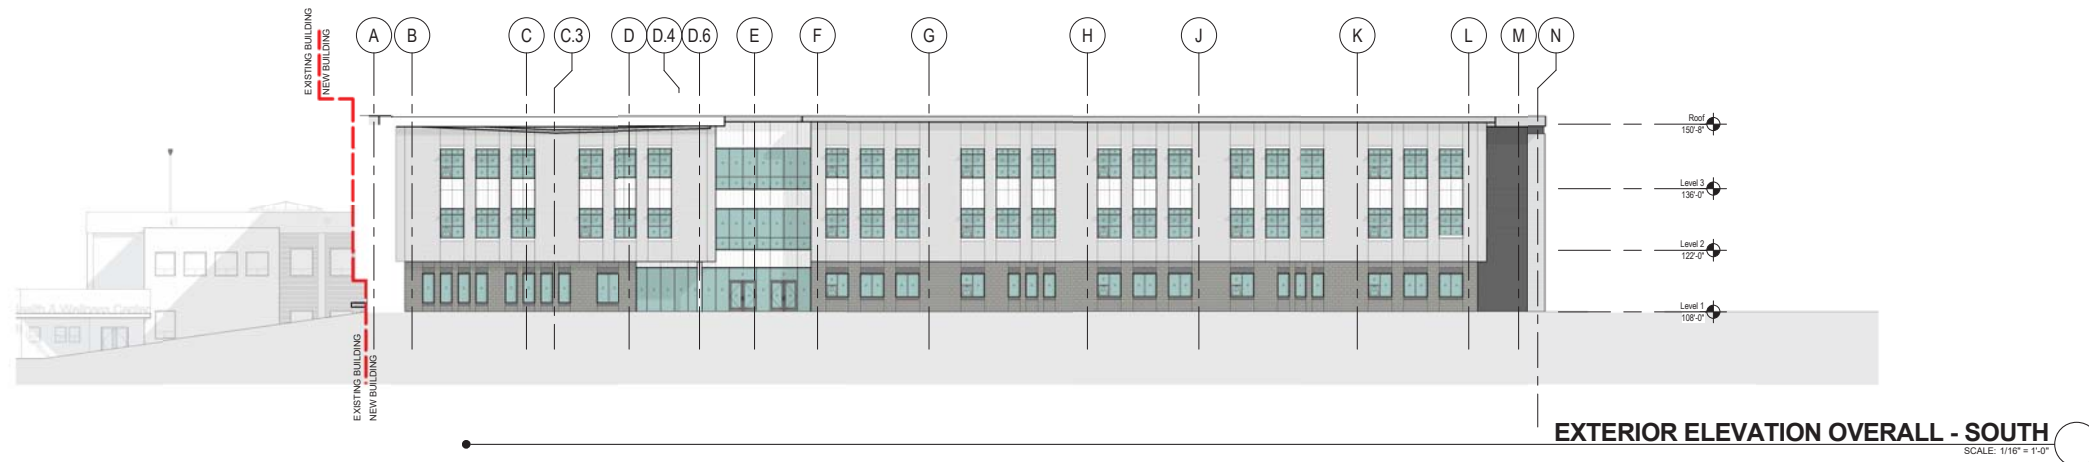 EXISTING BUILDING
NEW BUILDING
A
B
C
C.3
D
D.4
D.6
E
F
G
H
J
K
L
M
N
Roof
150'-8"
Level 3
136'-0"
Level 2
122'-0"
Level 1
108'-0"
EXISTING BUILDING
NEW BUILDING
EXTERIOR ELEVATION OVERALL - SOUTH
SCALE: 1/16" = 1'-0"